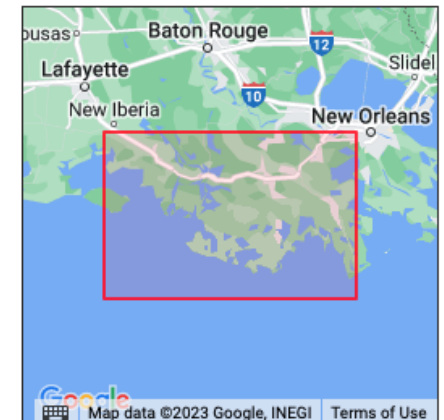 ousas
Baton Rouge
12
Slidel
Lafayette
10
New Iberia
New Orleans
Google
Map data ©2023 Google, INEGI
Terms of Use